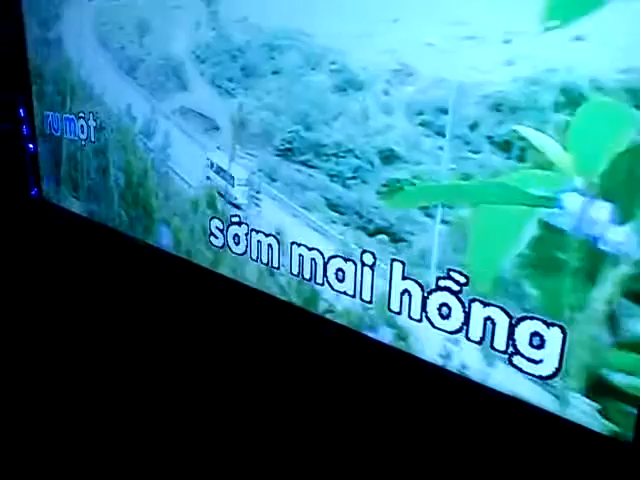 ru một
sớm mai hồng